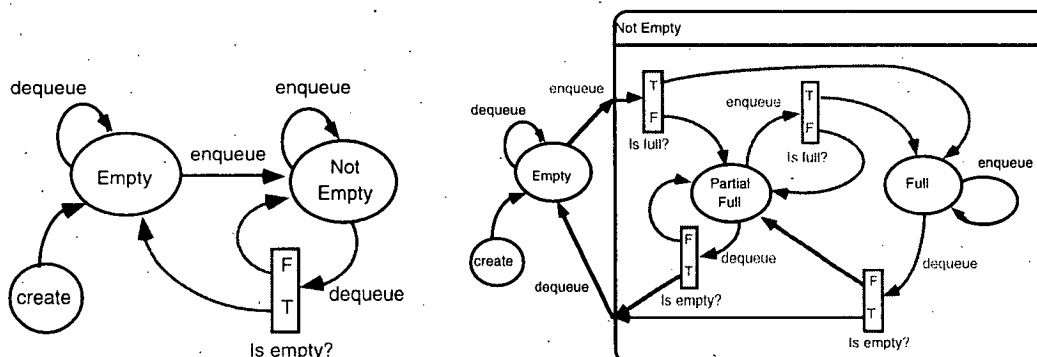 dequeue
enqueue
enqueue
Empty
Not
Empty
create
F
T
dequeue
Is empty?
Not Empty
enqueue
dequeue
T
F
Is full?
enqueue
T
F
Is full?
Empty
Partial
Full
Full
enqueue
create
F
T
dequeue
Is empty?
dequeue
dequeue
F
T
Is empty?